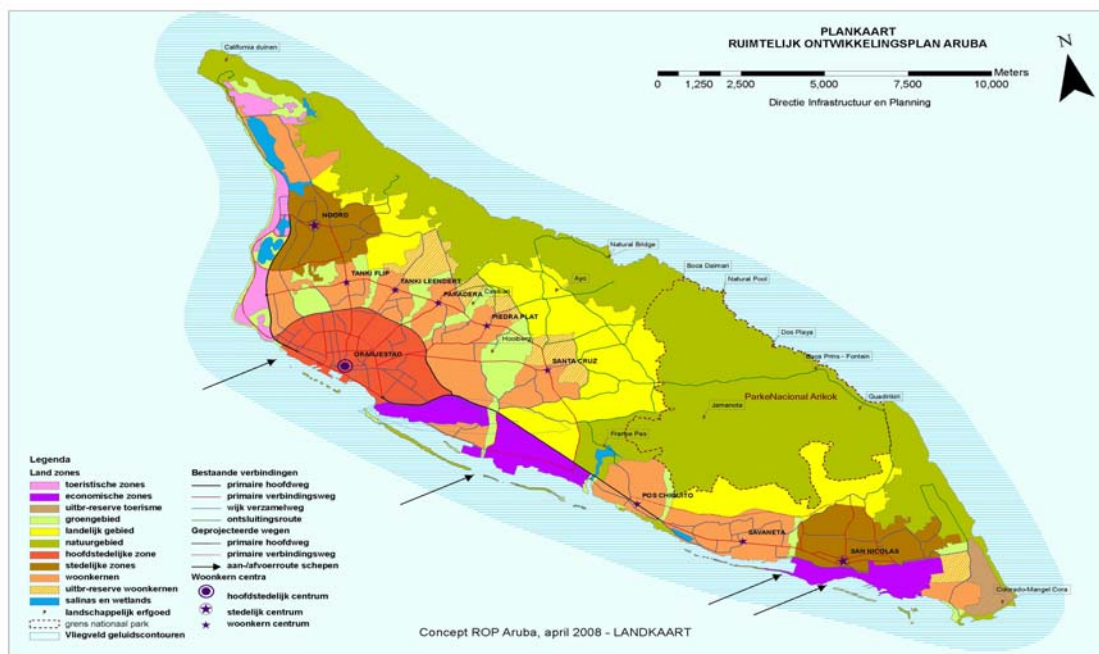 PLANKAART
RUIMTELIJK ONTWIKKELINGSPLAN ARUBA
N
Meters
0 1,250 2,500 5,000 7,500 10,000
Directie Infrastructuur en Planning
California duinen
NOORD
Natural Bridge
Boca Daimari
TANKI FLIP
TANKI LEENDERT
Ayo
Natural Pool
PARADERA
Casibari
PIEDRA PLAT
Dos Playa
Hooiberg
ORANJESTAD
SANTA CRUZ
Boca Prins - Fontein
ParkeNacional Arikok
Guadirikiri
Jamanota
Franse Pas
POS CHIQUITO
SAVANETA
SAN NICOLAS
Colorado-Mangel Cora
Legenda
Land zones
toeristische zones
economische zones
uitbr-reserve toerisme
groengebied
landelijk gebied
natuurgebied
hoofdstedelijke zone
stedelijke zones
woonkernen
uitbr-reserve woonkernen
salinas en wetlands
landschappelijk erfgoed
grens nationaal park
Vliegveld geluidscontouren
Bestaande verbindingen
primaire hoofdweg
primaire verbindingsweg
wijk verzamelweg
ontsluitingsroute
Geprojecteerde wegen
primaire hoofdweg
primaire verbindingsweg
aan-/afvoerroute schepen
Woonkern centra
hoofdstedelijk centrum
stedelijk centrum
woonkern centrum
Concept ROP Aruba, april 2008 - LANDKAART